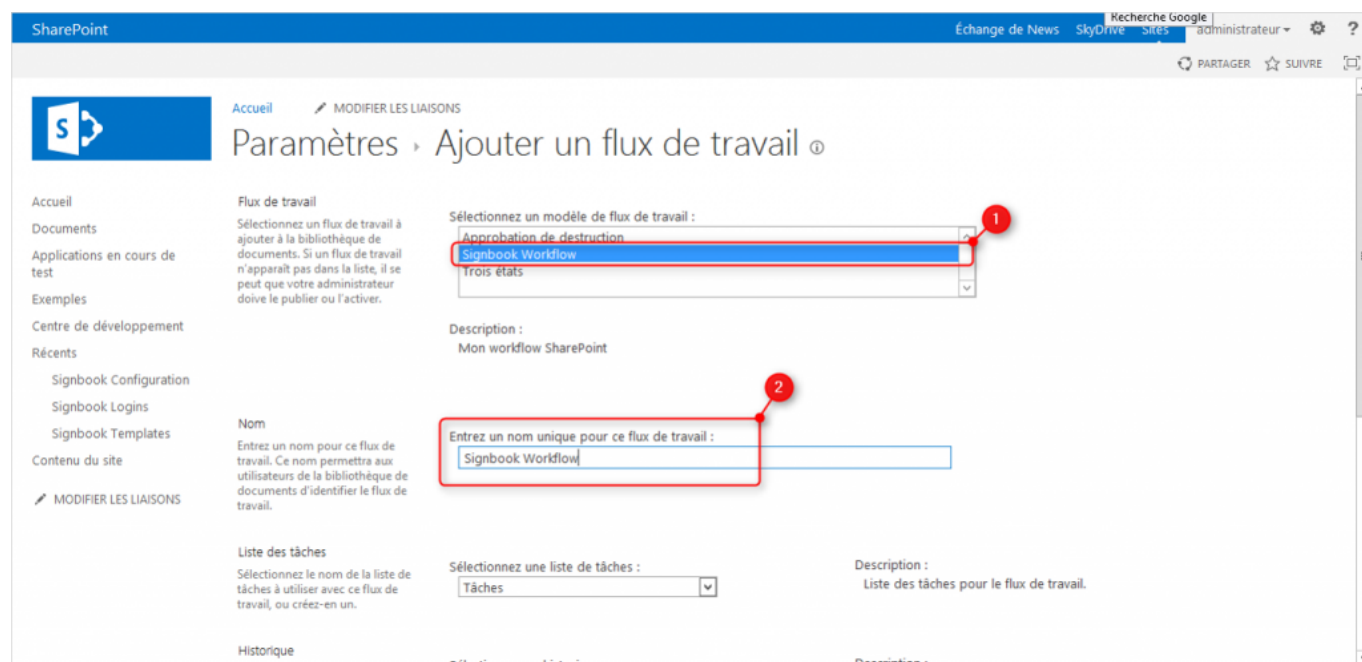 SharePoint
Échange de News SkyDrive Sites administrateur ?
Recherche Google
PARTAGER SUIVRE
S
Accueil MODIFIER LES LIAISONS
Paramètres Ajouter un flux de travail
Accueil
Documents
Applications en cours de
test
Exemples
Centre de développement
Récents
Signbook Configuration
Signbook Logins
Signbook Templates
Contenu du site
MODIFIER LES LIAISONS
Flux de travail
Sélectionnez un flux de travail à
ajouter à la bibliothèque de
documents. Si un flux de travail
n'apparaît pas dans la liste, il se
peut que votre administrateur
doive le publier ou l'activer.
Sélectionnez un modèle de flux de travail :
1
Approbation de destruction
Signbook Workflow
Trois états
Description :
Mon workflow SharePoint
2
Nom
Entrez un nom pour ce flux de
travail. Ce nom permettra aux
utilisateurs de la bibliothèque de
documents d'identifier le flux de
travail.
Entrez un nom unique pour ce flux de travail :
Signbook Workflow
Liste des tâches
Sélectionnez le nom de la liste de
tâches à utiliser avec ce flux de
travail, ou créez-en un.
Sélectionnez une liste de tâches :
Tâches
Description :
Liste des tâches pour le flux de travail.
Historique